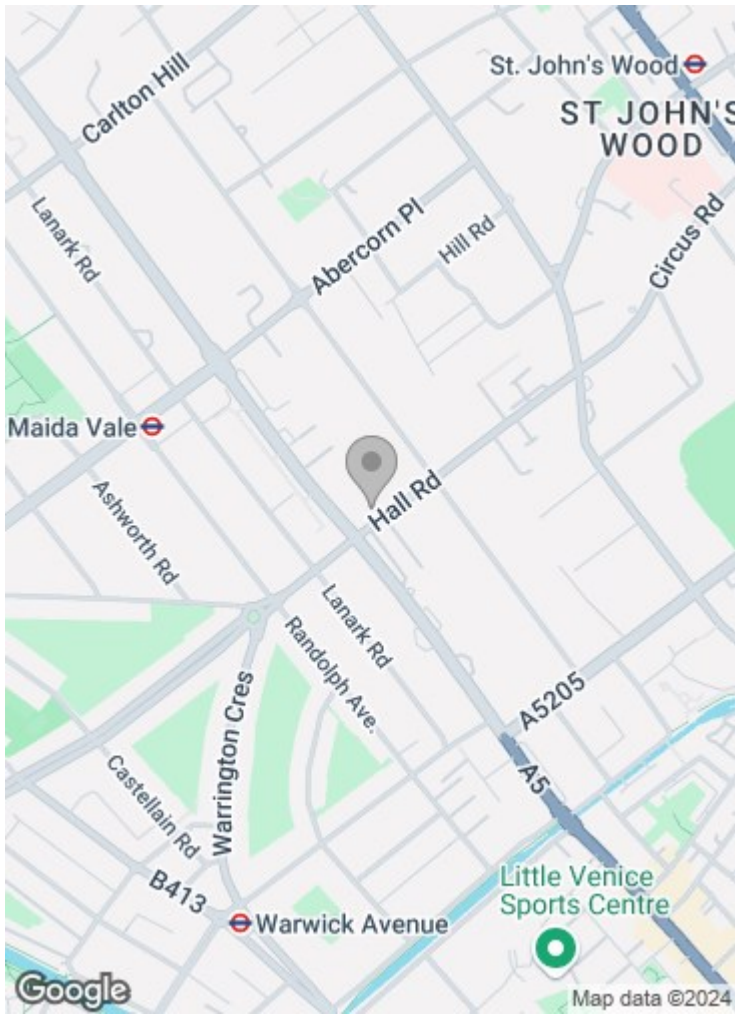 St. John's Wood
ST JOHN'S
WOOD
Carlton Hill
Lanark Rd
Abercorn Pl
Hill Rd
Circus Rd
Maida Vale
Hall Rd
Ashworth Rd
Lanark Rd
Randolph Ave.
Warrington Cres
A5205
A5
Castellain Rd
B413
Little Venice
Sports Centre
Warwick Avenue
Google
Map data ©2024